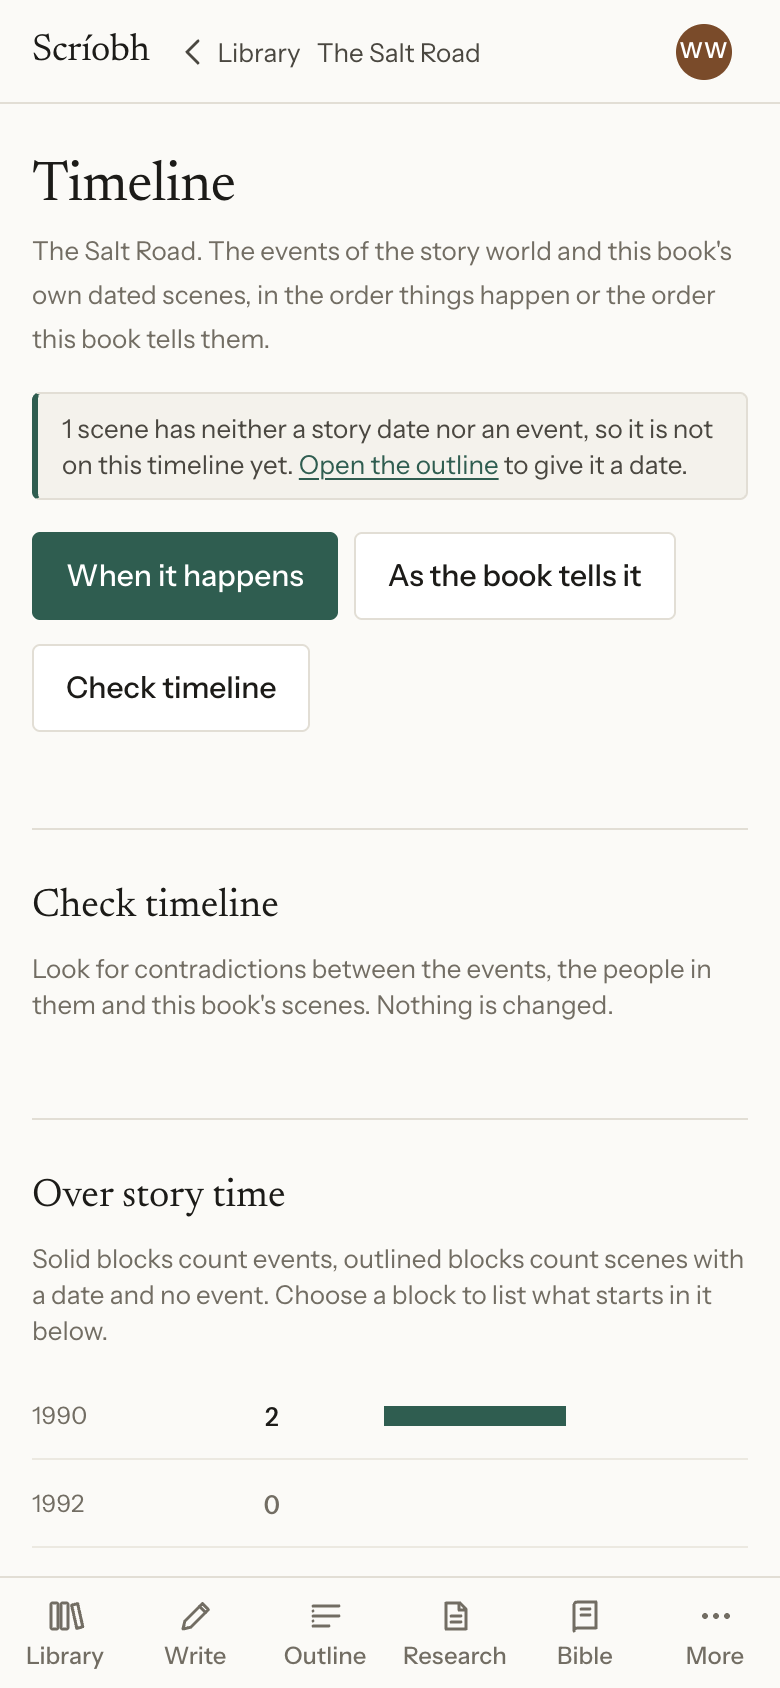 Scríobh
Library The Salt Road
WW
Timeline
The Salt Road. The events of the story world and this book's
own dated scenes, in the order things happen or the order
this book tells them.
1 scene has neither a story date nor an event, so it is not
on this timeline yet. Open the outline to give it a date.
When it happens
As the book tells it
Check timeline
Check timeline
Look for contradictions between the events, the people in
them and this book's scenes. Nothing is changed.
Over story time
Solid blocks count events, outlined blocks count scenes with
a date and no event. Choose a block to list what starts in it
below.
1990 2
1992 0
Library Write Outline Research Bible More